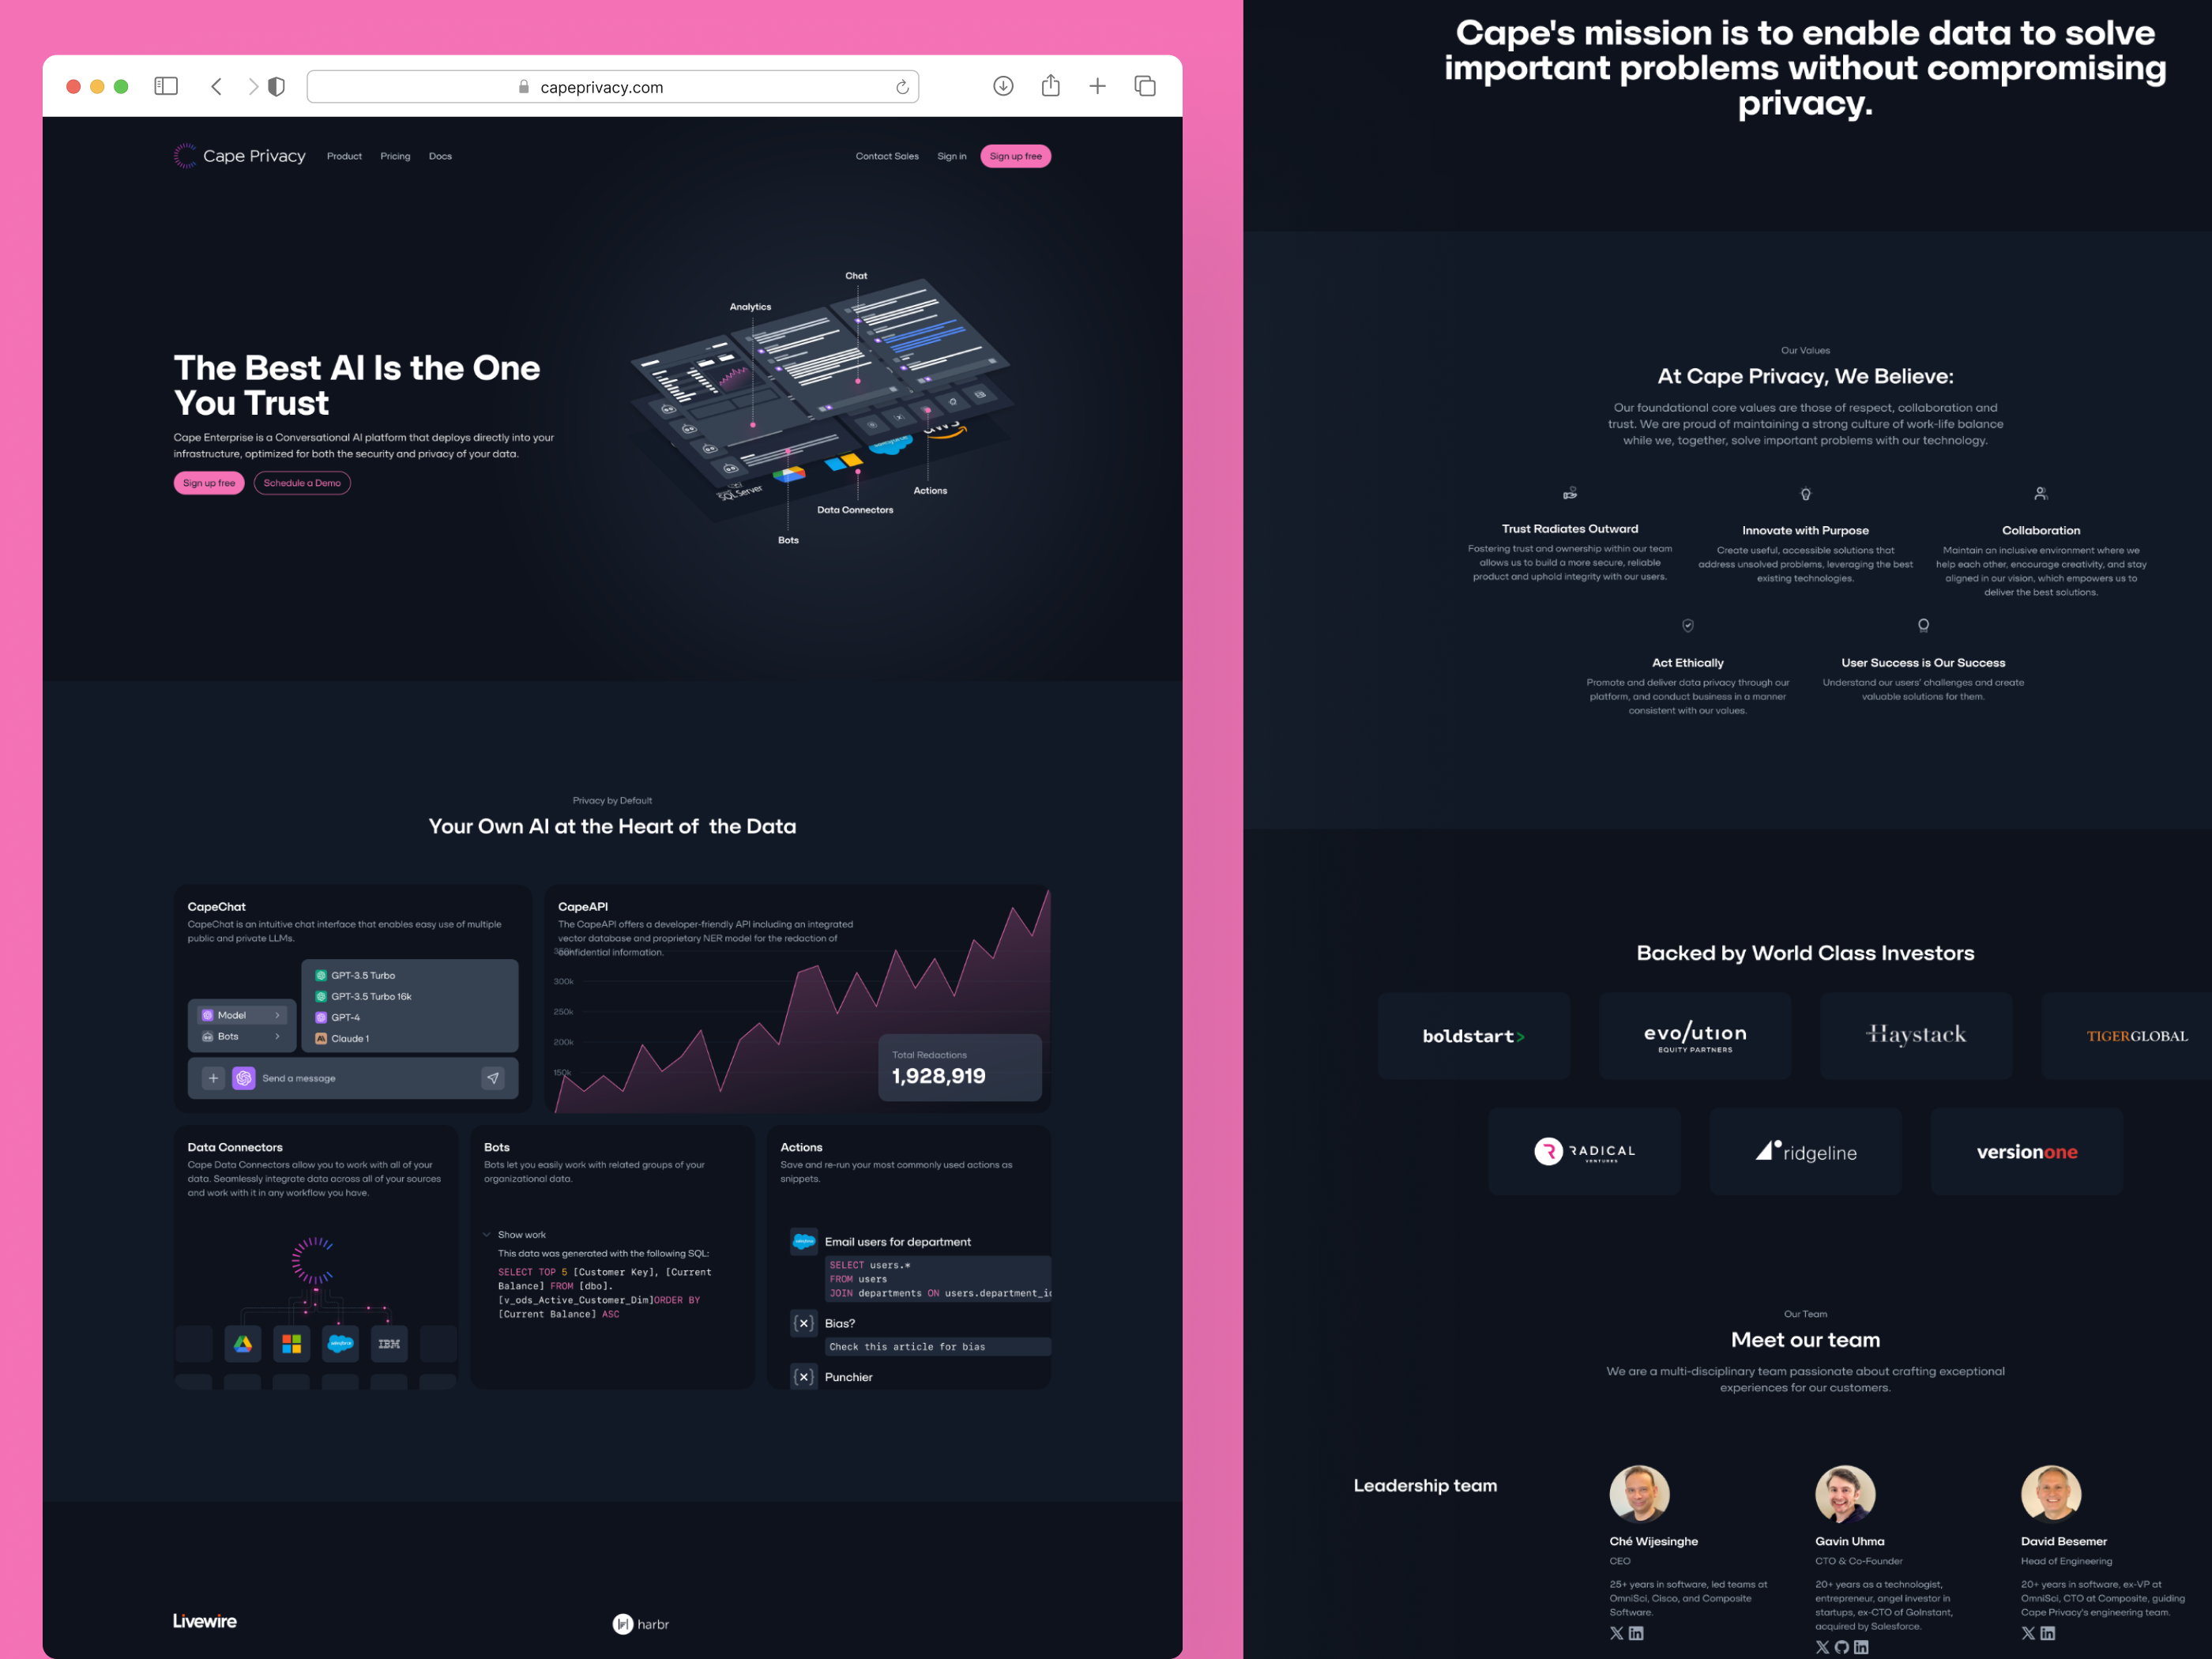 capeprivacy.com
Cape Privacy
Product
Pricing
Docs
Contact Sales
Sign in
Sign up free
The Best AI Is the One
You Trust
Cape Enterprise is a Conversational AI platform that deploys directly into your
infrastructure, optimized for both the security and privacy of your data.
Sign up free
Schedule a Demo
Chat
Analytics
aws
salesforce
SQL Server
Actions
Data Connectors
Bots
Privacy by Default
Your Own AI at the Heart of the Data
CapeChat
CapeChat is an intuitive chat interface that enables easy use of multiple
public and private LLMs.
GPT-3.5 Turbo
GPT-3.5 Turbo 16k
GPT-4
Claude 1
Model
Bots
Send a message
CapeAPI
The CapeAPI offers a developer-friendly API including an integrated
vector database and proprietary NER model for the redaction of
confidential information.
350k
300k
250k
200k
150k
Total Redactions
1,928,919
Data Connectors
Cape Data Connectors allow you to work with all of your
data. Seamlessly integrate data across all of your sources
and work with it in any workflow you have.
salesforce
IBM
Bots
Bots let you easily work with related groups of your
organizational data.
Show work
This data was generated with the following SQL:
SELECT TOP 5 [Customer Key], [Current
Balance] FROM [dbo].
[v_ods_Active_Customer_Dim]ORDER BY
[Current Balance] ASC
Actions
Save and re-run your most commonly used actions as
snippets.
salesforce
Email users for department
SELECT users.*
FROM users
JOIN departments ON users.department_id
{x}
Bias?
Check this article for bias
{x}
Punchier
Livewire
harbr
Cape's mission is to enable data to solve
important problems without compromising
privacy.
Our Values
At Cape Privacy, We Believe:
Our foundational core values are those of respect, collaboration and
trust. We are proud of maintaining a strong culture of work-life balance
while we, together, solve important problems with our technology.
Trust Radiates Outward
Fostering trust and ownership within our team
allows us to build a more secure, reliable
product and uphold integrity with our users.
Innovate with Purpose
Create useful, accessible solutions that
address unsolved problems, leveraging the best
existing technologies.
Collaboration
Maintain an inclusive environment where we
help each other, encourage creativity, and stay
aligned in our vision, which empowers us to
deliver the best solutions.
Act Ethically
Promote and deliver data privacy through our
platform, and conduct business in a manner
consistent with our values.
User Success is Our Success
Understand our users' challenges and create
valuable solutions for them.
Backed by World Class Investors
boldstart>
evo/ution
EQUITY PARTNERS
Haystack
TIGERGLOBAL
RADICAL
VENTURES
ridgeline
versionone
Our Team
Meet our team
We are a multi-disciplinary team passionate about crafting exceptional
experiences for our customers.
Leadership team
Ché Wijesinghe
CEO
25+ years in software, led teams at
OmniSci, Cisco, and Composite
Software.
Gavin Uhma
CTO & Co-Founder
20+ years as a technologist,
entrepreneur, angel investor in
startups, ex-CTO of GoInstant,
acquired by Salesforce.
David Besemer
Head of Engineering
20+ years in software, ex-VP at
OmniSci, CTO at Composite, guiding
Cape Privacy's engineering team.